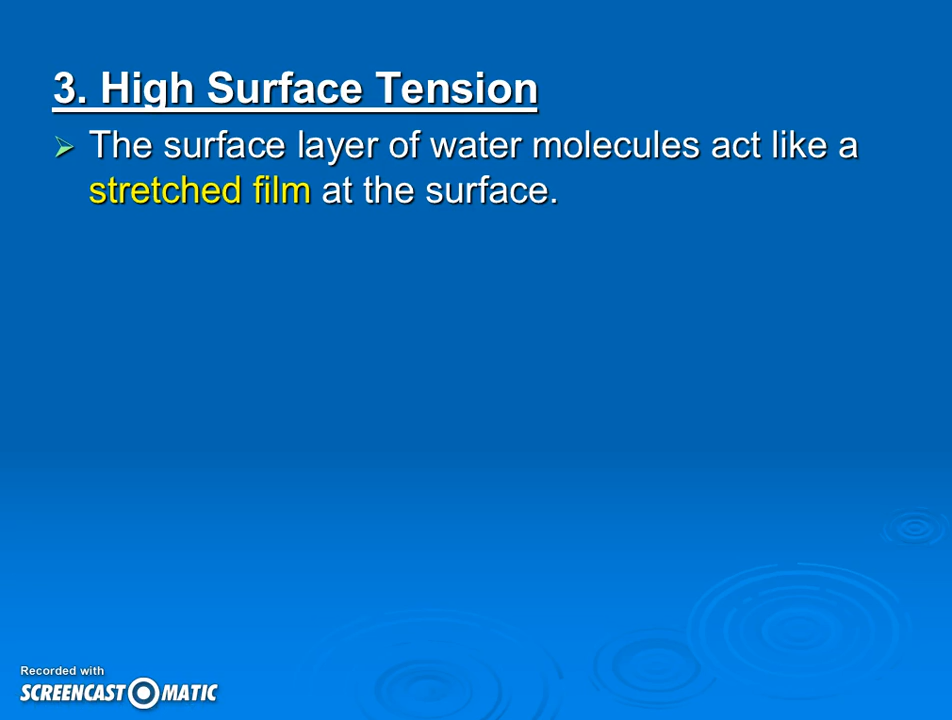 3. High Surface Tension
The surface layer of water molecules act like a
stretched film at the surface.
Recorded with
SCREENCAST MATIC